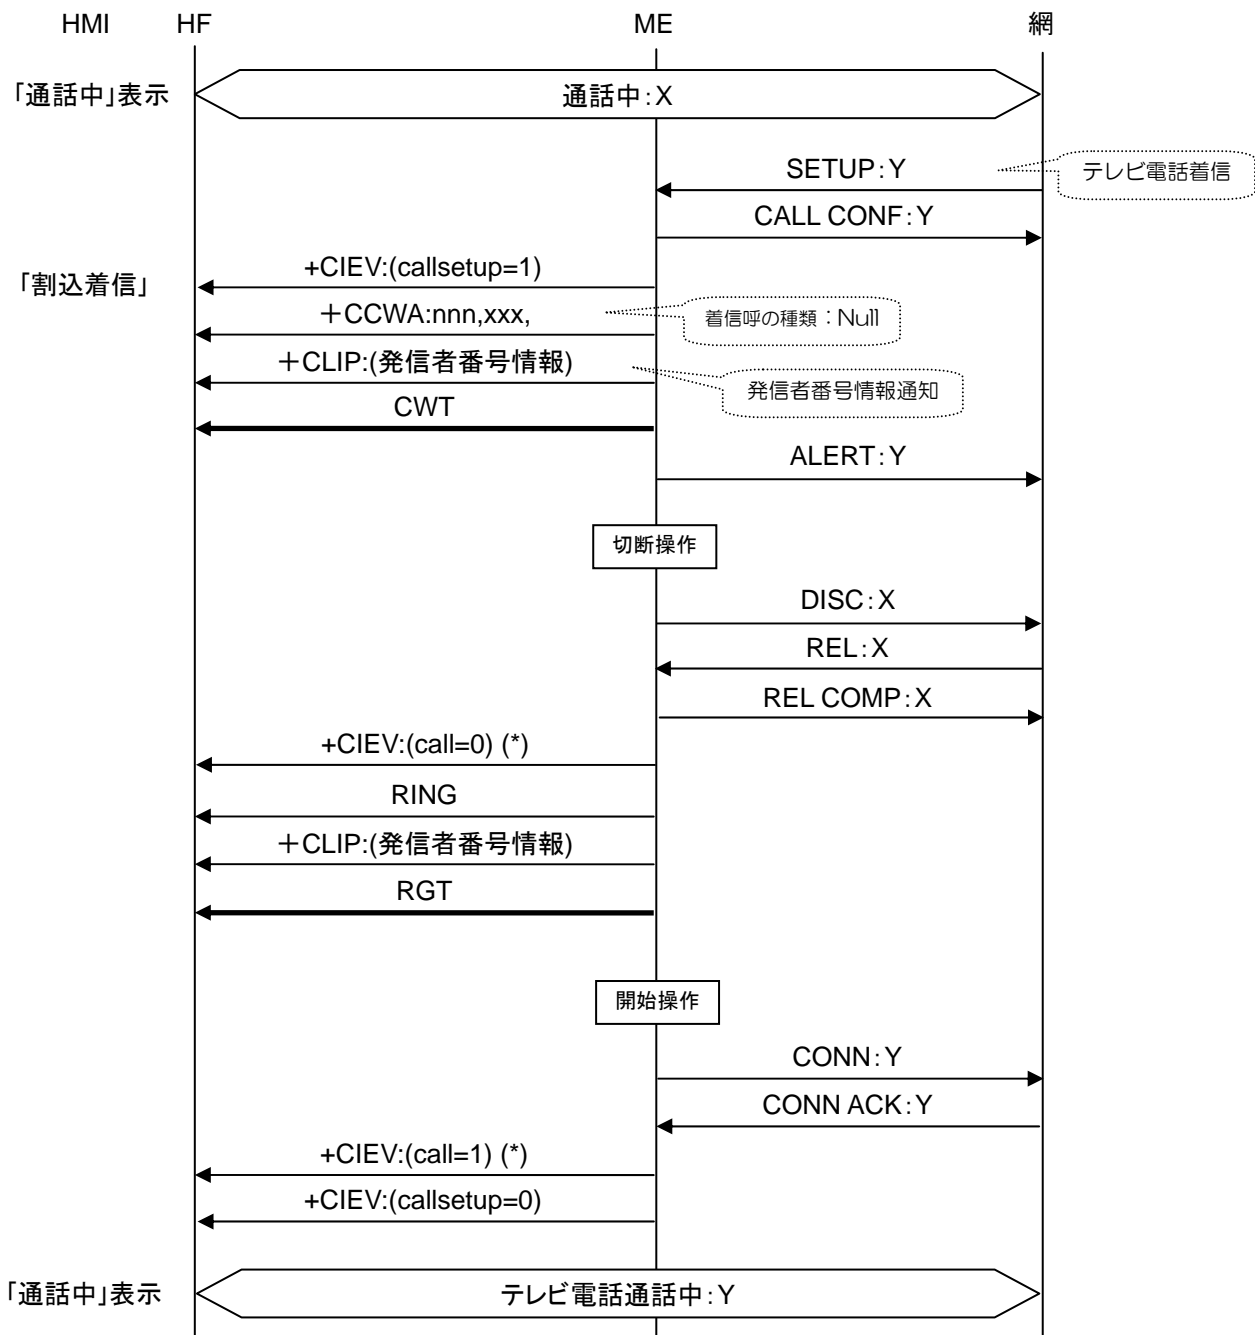 HMI HF ME 網
「通話中」表示 通話中：X
SETUP：Y テレビ電話着信
CALL CONF：Y
+CIEV:(callsetup=1)
「割込着信」
＋CCWA:nnn,xxx, 着信呼の種類：Null
＋CLIP:(発信者番号情報)
発信者番号情報通知
CWT
ALERT：Y
切断操作
DISC：X
REL：X
REL COMP：X
+CIEV:(call=0) (*)
RING
＋CLIP:(発信者番号情報)
RGT
開始操作
CONN：Y
CONN ACK：Y
+CIEV:(call=1) (*)
+CIEV:(callsetup=0)
「通話中」表示 テレビ電話通話中：Y